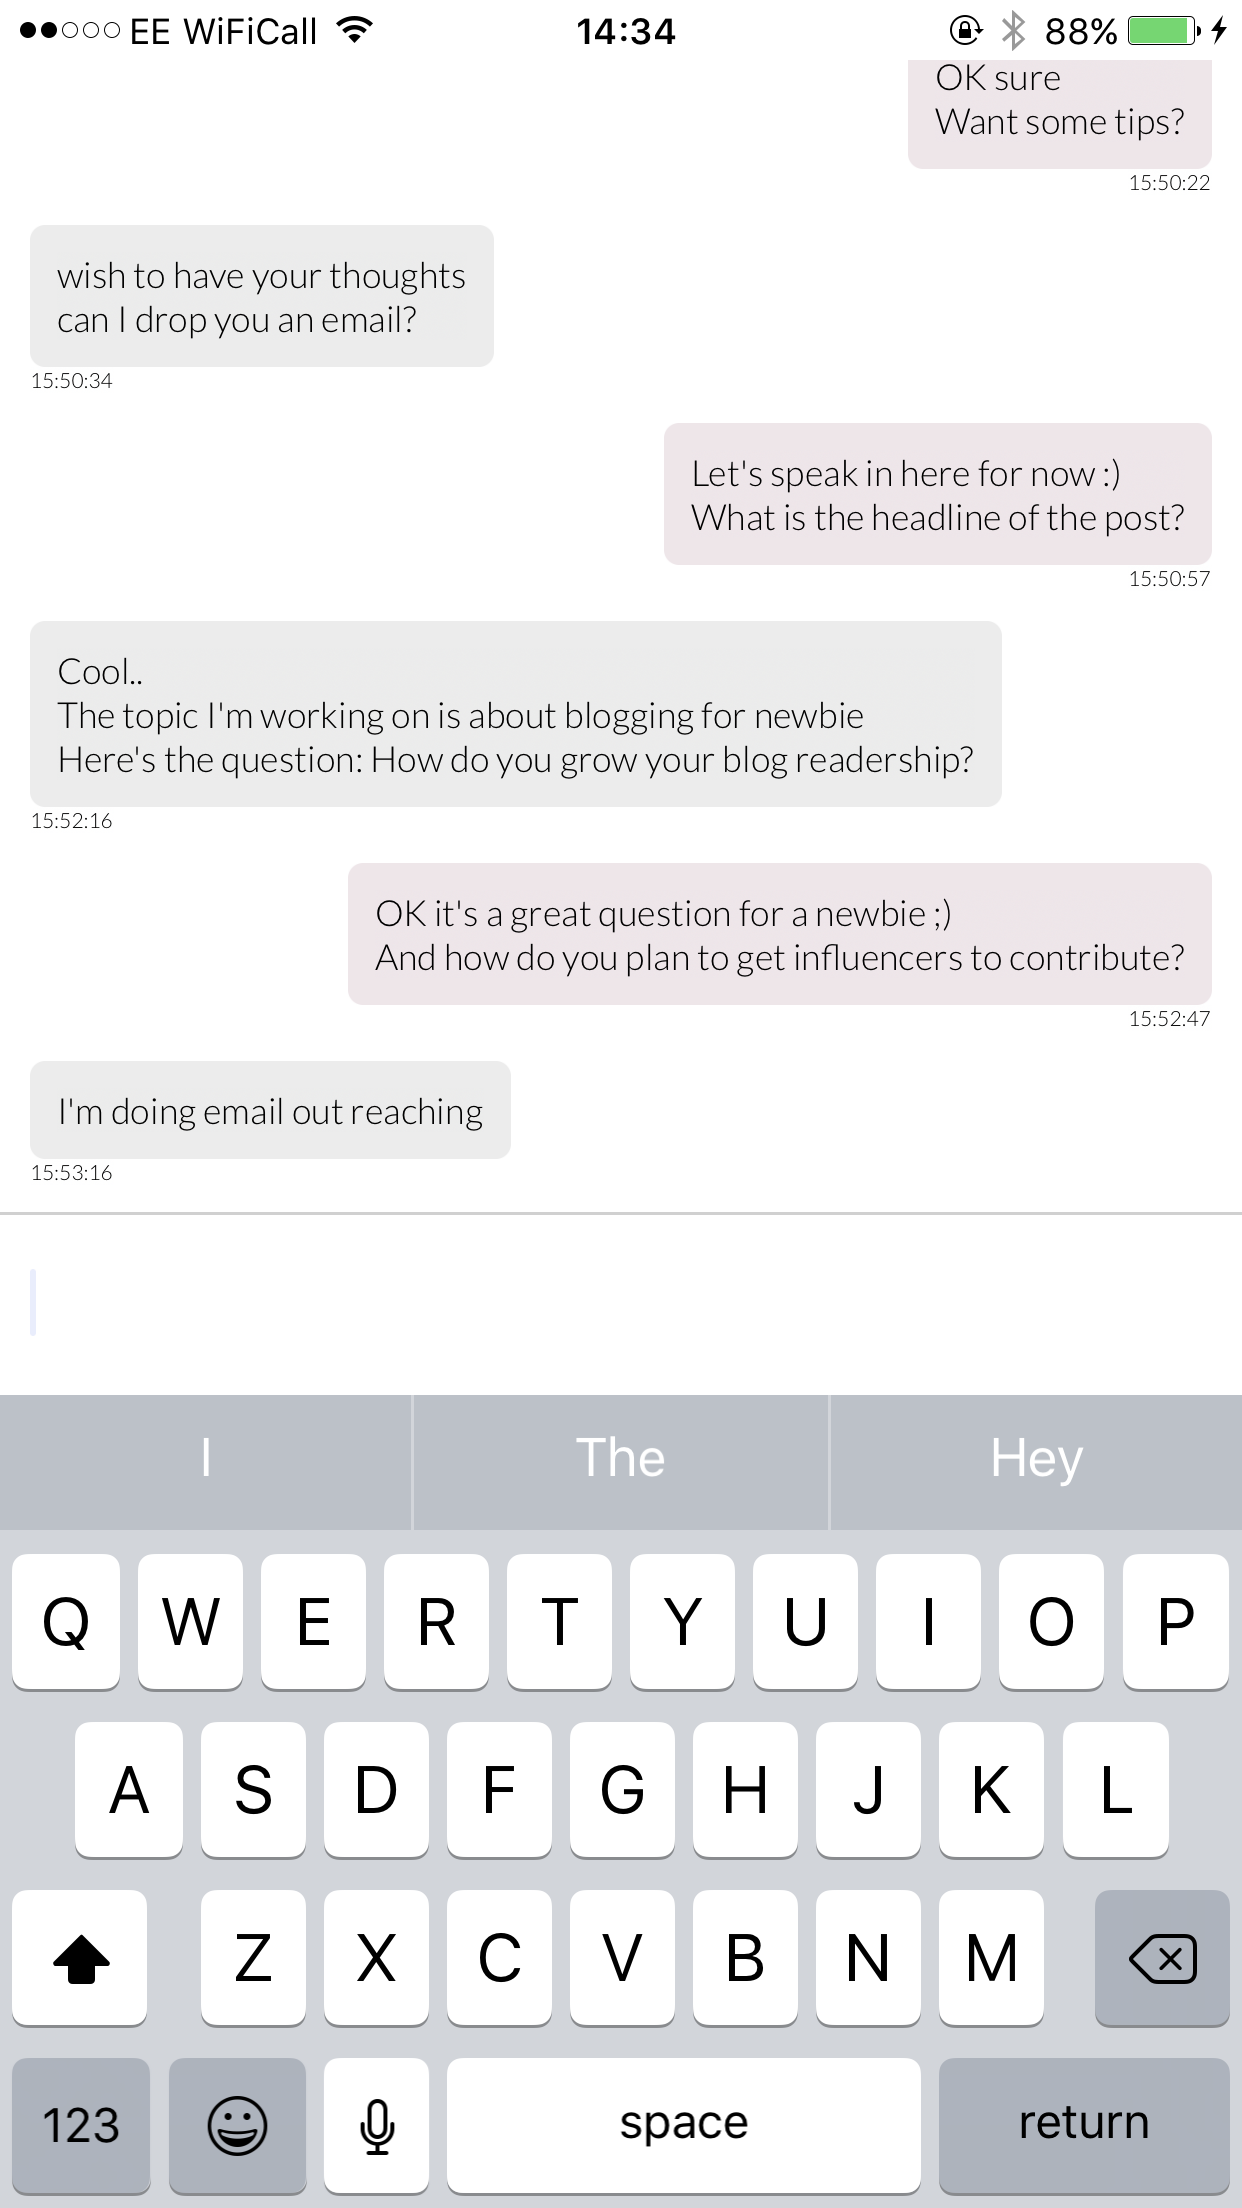 EE WiFiCall 14:34 88%
OK sure
Want some tips?
15:50:22
wish to have your thoughts
can I drop you an email?
15:50:34
Let's speak in here for now :)
What is the headline of the post?
15:50:57
Cool..
The topic I'm working on is about blogging for newbie
Here's the question: How do you grow your blog readership?
15:52:16
OK it's a great question for a newbie ;)
And how do you plan to get influencers to contribute?
15:52:47
I'm doing email out reaching
15:53:16
I The Hey
Q W E R T Y U I O P
A S D F G H J K L
Z X C V B N M
123 space return